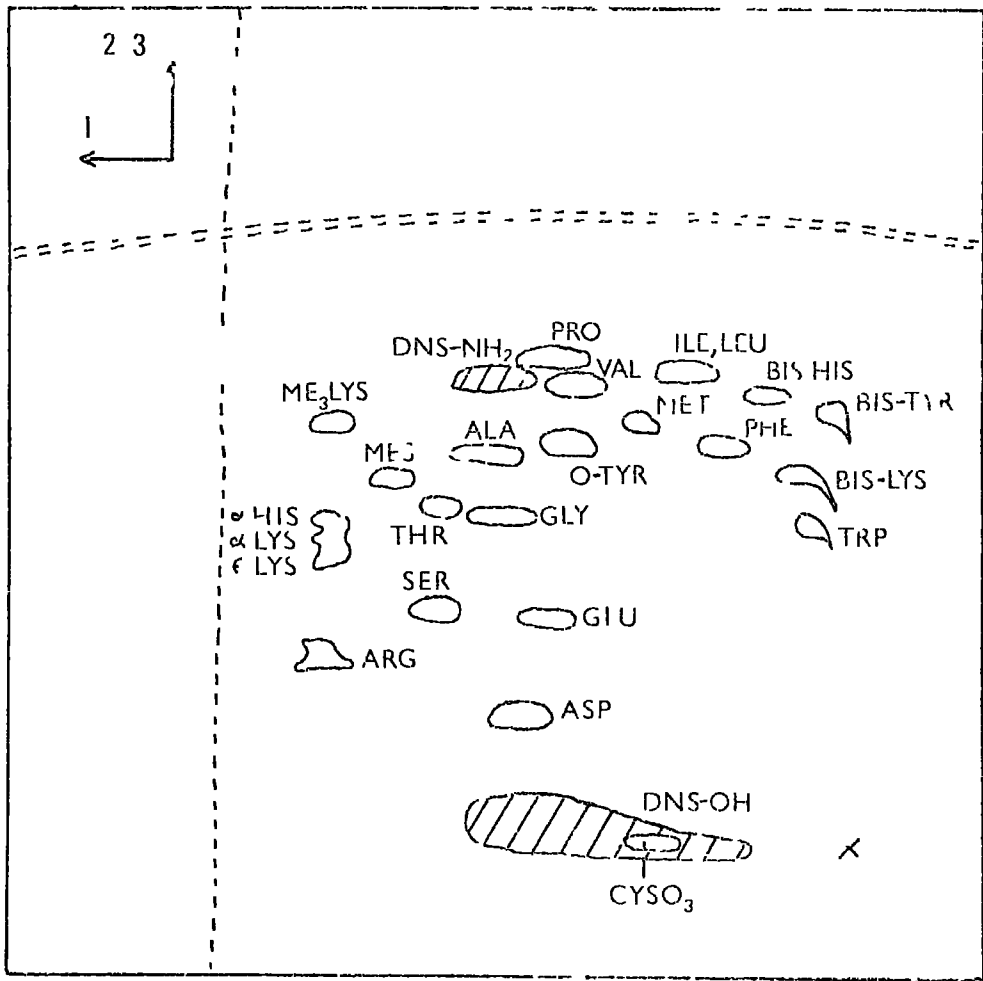 2 3
1
PRO
DNS-NH₂
ILE, LEU
VAL
BIS HIS
ME₃LYS
MET
BIS-TYR
ALA
PHE
O-TYR
BIS-LYS
α HIS
THR
GLY
α LYS
TRP
ε LYS
SER
GLU
ARG
ASP
DNS-OH
X
CYSO₃